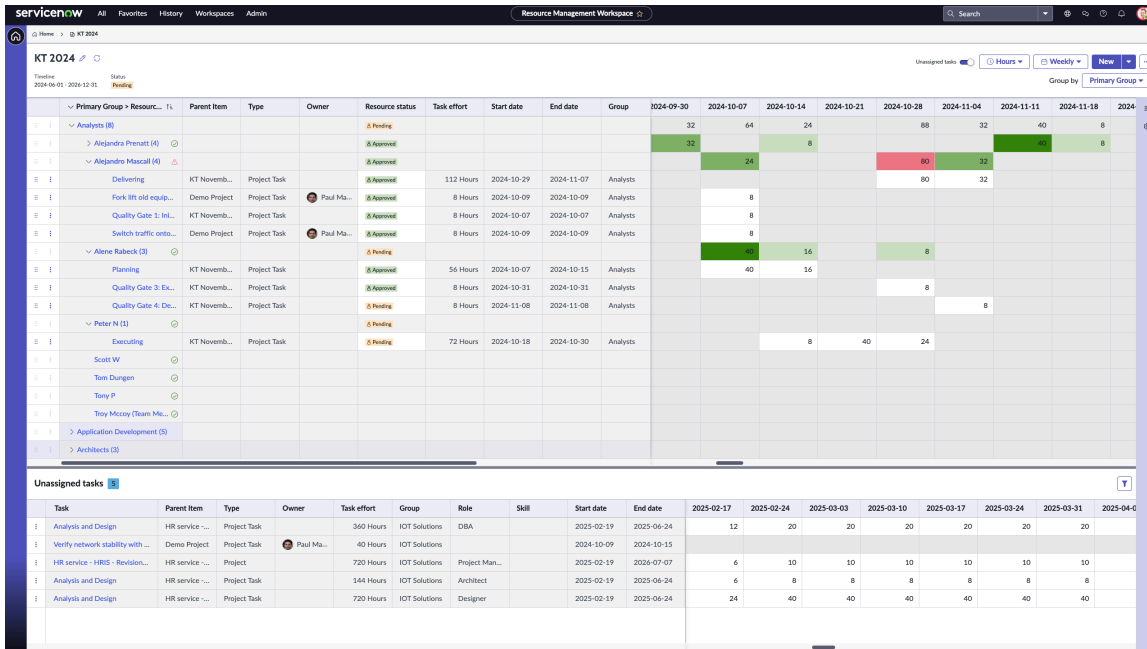 servicenow All Favorites History Workspaces Admin Resource Management Workspace Search
Home > KT 2024
KT 2024
Unassigned tasks Hours Weekly New
Timeline Status
2024-06-01 - 2026-12-31 Pending
Group by Primary Group
Primary Group > Resourc... Parent Item Type Owner Resource status Task effort Start date End date Group 2024-09-30 2024-10-07 2024-10-14 2024-10-21 2024-10-28 2024-11-04 2024-11-11 2024-11-18 2024-
Analysts (8) Pending 32 64 24 88 32 40 8
Alejandra Prenatt (4) Approved 32 8 40 8
Alejandro Mascall (4) Approved 24 80 32
Delivering KT Novemb... Project Task Approved 112 Hours 2024-10-29 2024-11-07 Analysts 80 32
Fork lift old equip... Demo Project Project Task Paul Ma... Approved 8 Hours 2024-10-09 2024-10-09 Analysts 8
Quality Gate 1: Ini... KT Novemb... Project Task Approved 8 Hours 2024-10-07 2024-10-07 Analysts 8
Switch traffic onto... Demo Project Project Task Paul Ma... Approved 8 Hours 2024-10-09 2024-10-09 Analysts 8
Alene Rabeck (3) Pending 40 16 8
Planning KT Novemb... Project Task Approved 56 Hours 2024-10-07 2024-10-15 Analysts 40 16
Quality Gate 3: Ex... KT Novemb... Project Task Approved 8 Hours 2024-10-31 2024-10-31 Analysts 8
Quality Gate 4: De... KT Novemb... Project Task Pending 8 Hours 2024-11-08 2024-11-08 Analysts 8
Peter N (1) Pending
Executing KT Novemb... Project Task Pending 72 Hours 2024-10-18 2024-10-30 Analysts 8 40 24
Scott W
Tom Dungen
Tony P
Troy Mccoy (Team Me...
Application Development (5)
Architects (3)
Unassigned tasks 5
Task Parent Item Type Owner Task effort Group Role Skill Start date End date 2025-02-17 2025-02-24 2025-03-03 2025-03-10 2025-03-17 2025-03-24 2025-03-31 2025-04-0
Analysis and Design HR service -... Project Task 360 Hours IOT Solutions DBA 2025-02-19 2025-06-24 12 20 20 20 20 20 20
Verify network stability with ... Demo Project Project Task Paul Ma... 40 Hours IOT Solutions 2024-10-09 2024-10-15
HR service - HRIS - Revision... HR service -... Project 720 Hours IOT Solutions Project Man... 2025-02-19 2026-07-07 6 10 10 10 10 10 10
Analysis and Design HR service -... Project Task 144 Hours IOT Solutions Architect 2025-02-19 2025-06-24 6 8 8 8 8 8 8
Analysis and Design HR service -... Project Task 720 Hours IOT Solutions Designer 2025-02-19 2025-06-24 24 40 40 40 40 40 40